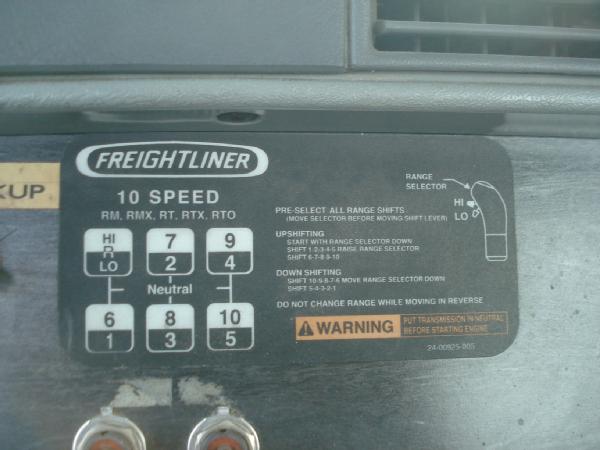 KUP
FREIGHTLINER
10 SPEED
RM, RMX, RT, RTX, RTO
HI 7 9
R 2 4
LO
Neutral
6 8 10
1 3 5
RANGE
SELECTOR
HI
LO
PRE-SELECT ALL RANGE SHIFTS
(MOVE SELECTOR BEFORE MOVING SHIFT LEVER)
UPSHIFTING
START WITH RANGE SELECTOR DOWN
SHIFT 1-2-3-4-5 RAISE RANGE SELECTOR
SHIFT 6-7-8-9-10
DOWN SHIFTING
SHIFT 10-9-8-7-6 MOVE RANGE SELECTOR DOWN
SHIFT 5-4-3-2-1
DO NOT CHANGE RANGE WHILE MOVING IN REVERSE
WARNING PUT TRANSMISSION IN NEUTRAL
BEFORE STARTING ENGINE
24-00925-005